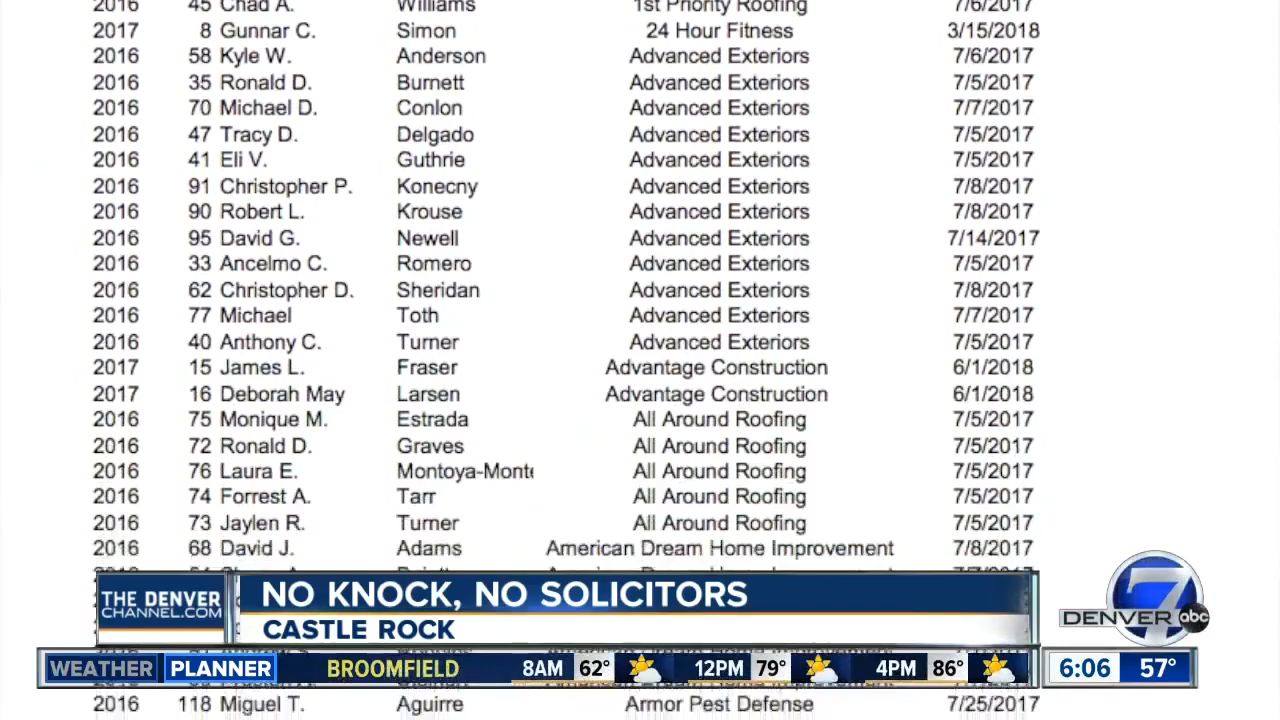 2016 45 Chad A. Williams 1st Priority Roofing 7/6/2017
2017 8 Gunnar C. Simon 24 Hour Fitness 3/15/2018
2016 58 Kyle W. Anderson Advanced Exteriors 7/6/2017
2016 35 Ronald D. Burnett Advanced Exteriors 7/5/2017
2016 70 Michael D. Conlon Advanced Exteriors 7/7/2017
2016 47 Tracy D. Delgado Advanced Exteriors 7/5/2017
2016 41 Eli V. Guthrie Advanced Exteriors 7/5/2017
2016 91 Christopher P. Konecny Advanced Exteriors 7/8/2017
2016 90 Robert L. Krouse Advanced Exteriors 7/8/2017
2016 95 David G. Newell Advanced Exteriors 7/14/2017
2016 33 Ancelmo C. Romero Advanced Exteriors 7/5/2017
2016 62 Christopher D. Sheridan Advanced Exteriors 7/8/2017
2016 77 Michael Toth Advanced Exteriors 7/7/2017
2016 40 Anthony C. Turner Advanced Exteriors 7/5/2017
2017 15 James L. Fraser Advantage Construction 6/1/2018
2017 16 Deborah May Larsen Advantage Construction 6/1/2018
2016 75 Monique M. Estrada All Around Roofing 7/5/2017
2016 72 Ronald D. Graves All Around Roofing 7/5/2017
2016 76 Laura E. Montoya-Monte All Around Roofing 7/5/2017
2016 74 Forrest A. Tarr All Around Roofing 7/5/2017
2016 73 Jaylen R. Turner All Around Roofing 7/5/2017
2016 68 David J. Adams American Dream Home Improvement 7/8/2017
THE DENVER
CHANNEL.COM
NO KNOCK, NO SOLICITORS
CASTLE ROCK
DENVER 7 abc
WEATHER PLANNER BROOMFIELD 8AM 62° 12PM 79° 4PM 86° 6:06 57°
2016 118 Miguel T. Aguirre Armor Pest Defense 7/25/2017